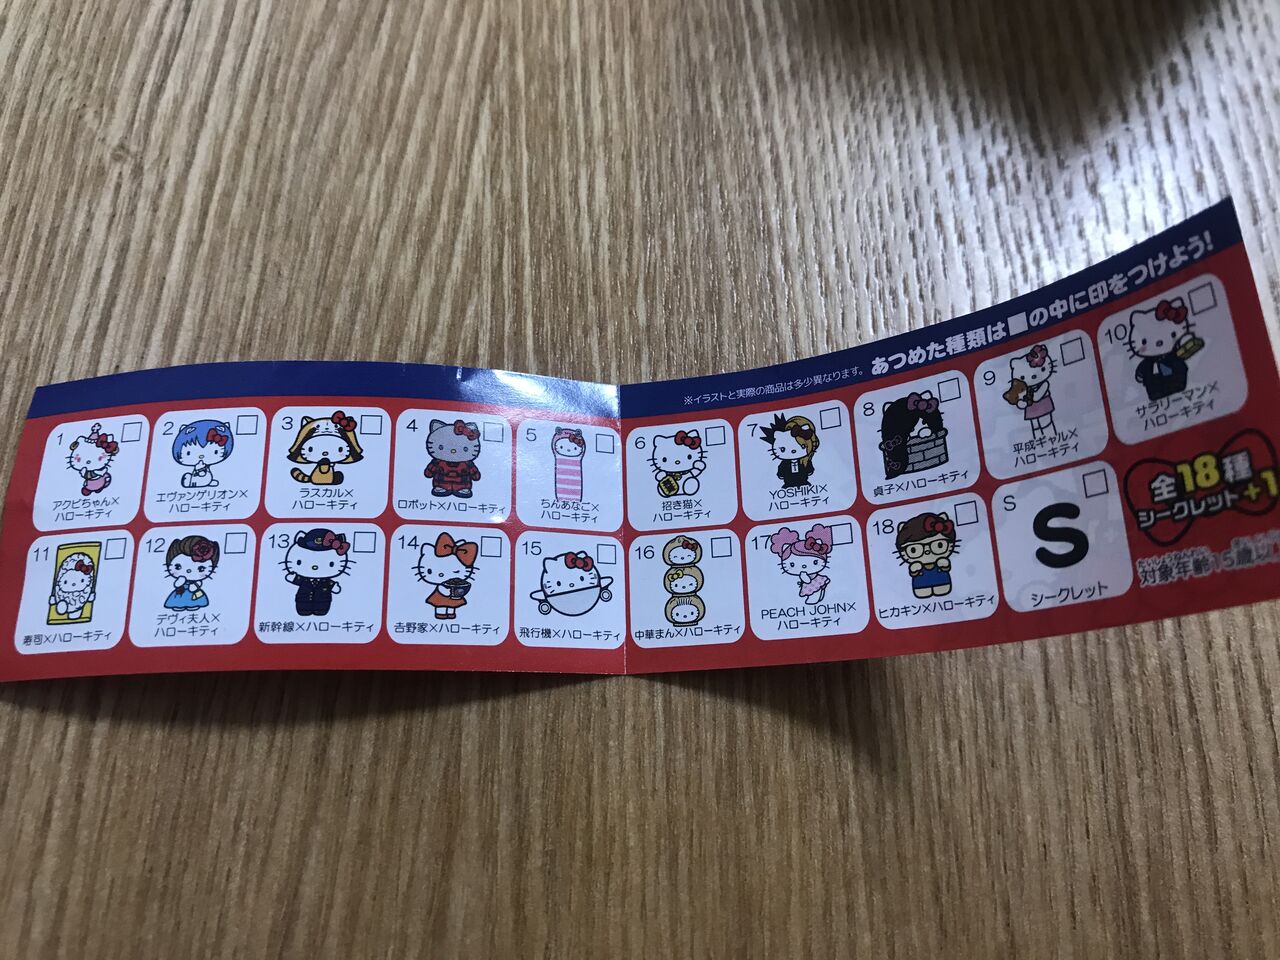 ※イラストと実際の商品は多少異なります。 あつめた種類は■の中に印をつけよう!
1
アクビちゃん×
ハローキティ
2
エヴァンゲリオン×
ハローキティ
3
ラスカル×
ハローキティ
4
ロボット×ハローキティ
5
ちんあなご×
ハローキティ
6
招き猫×
ハローキティ
7
YOSHIKI×
ハローキティ
8
貞子×ハローキティ
9
平成ギャル×
ハローキティ
10
サラリーマン×
ハローキティ
11
寿司×ハローキティ
12
デヴィ夫人×
ハローキティ
13
新幹線×ハローキティ
14
吉野家×ハローキティ
15
飛行機×ハローキティ
16
中華まん×ハローキティ
17
PEACH JOHN×
ハローキティ
18
ヒカキン×ハローキティ
S
S
シークレット
全18種
シークレット+1
対象年齢15歳